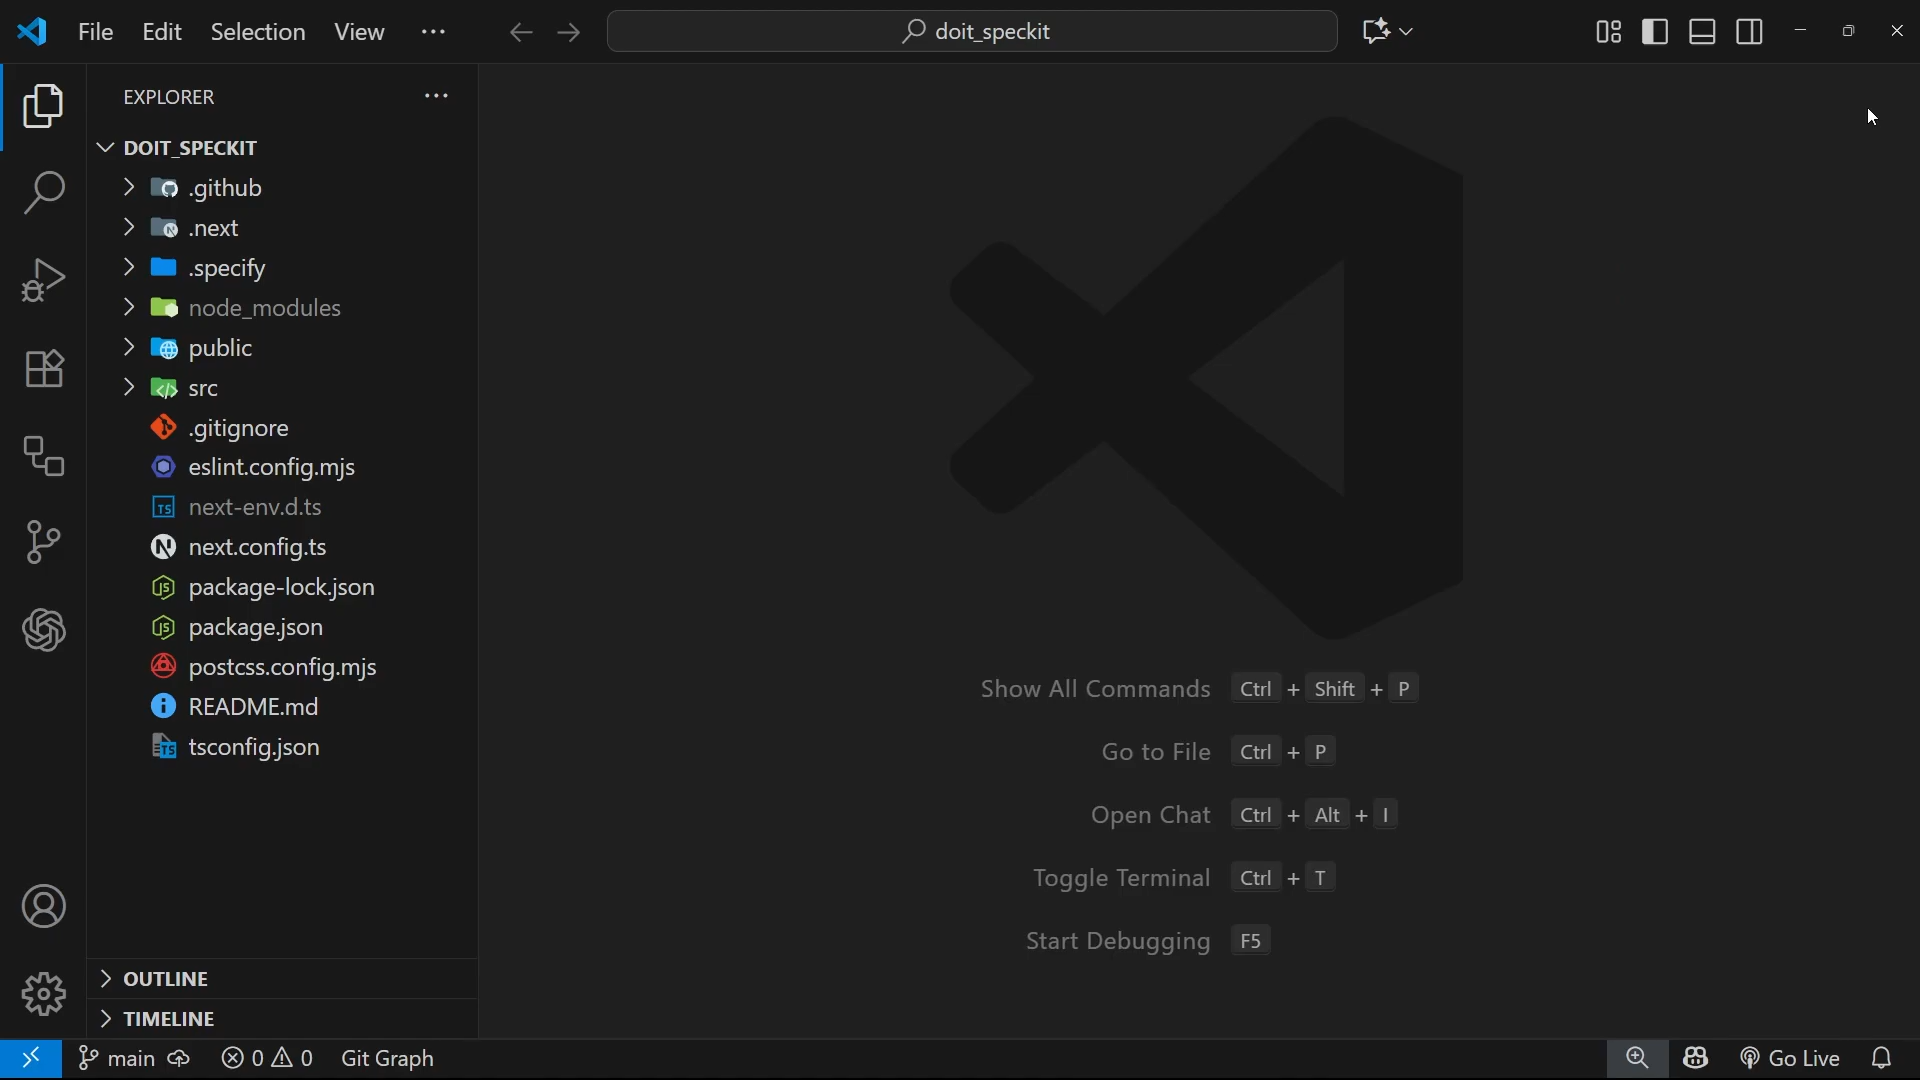 File Edit Selection View ···
doit_speckit
EXPLORER ···
DOIT_SPECKIT
.github
.next
.specify
node_modules
public
src
.gitignore
eslint.config.mjs
next-env.d.ts
next.config.ts
package-lock.json
package.json
postcss.config.mjs
README.md
tsconfig.json
OUTLINE
TIMELINE
Show All Commands Ctrl + Shift + P
Go to File Ctrl + P
Open Chat Ctrl + Alt + I
Toggle Terminal Ctrl + T
Start Debugging F5
main 0 0 Git Graph Go Live